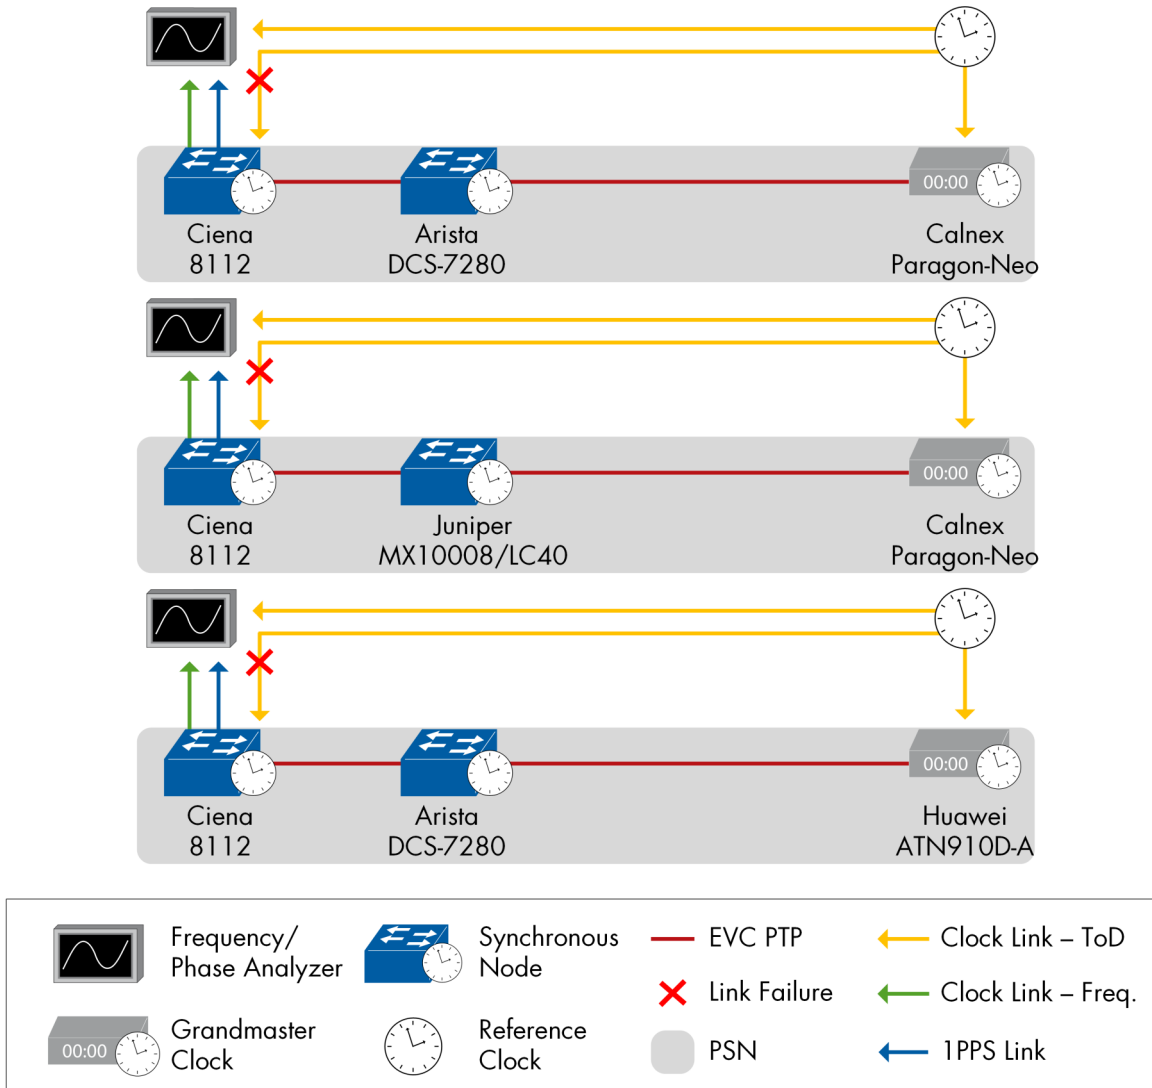 00:00
Ciena
8112
Arista
DCS-7280
Calnex
Paragon-Neo
00:00
Ciena
8112
Juniper
MX10008/LC40
Calnex
Paragon-Neo
00:00
Ciena
8112
Arista
DCS-7280
Huawei
ATN910D-A
Frequency/
Phase Analyzer
Synchronous
Node
EVC PTP
Clock Link – ToD
Link Failure
Clock Link – Freq.
00:00
Grandmaster
Clock
Reference
Clock
PSN
1PPS Link